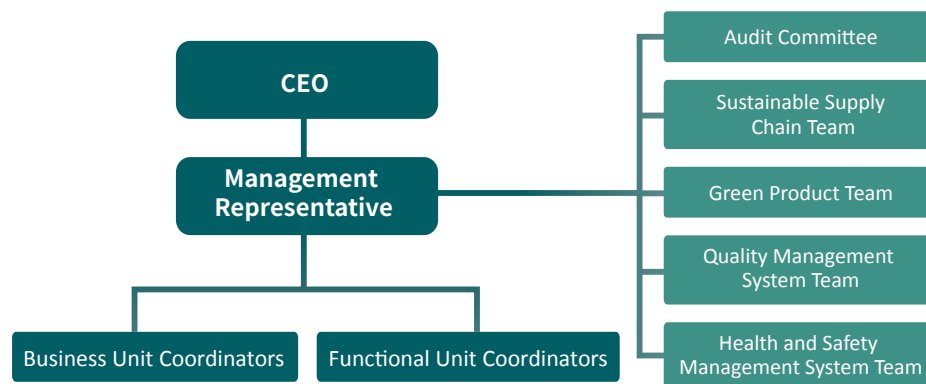 CEO
Management
Representative
Business Unit Coordinators
Functional Unit Coordinators
Audit Committee
Sustainable Supply
Chain Team
Green Product Team
Quality Management
System Team
Health and Safety
Management System Team